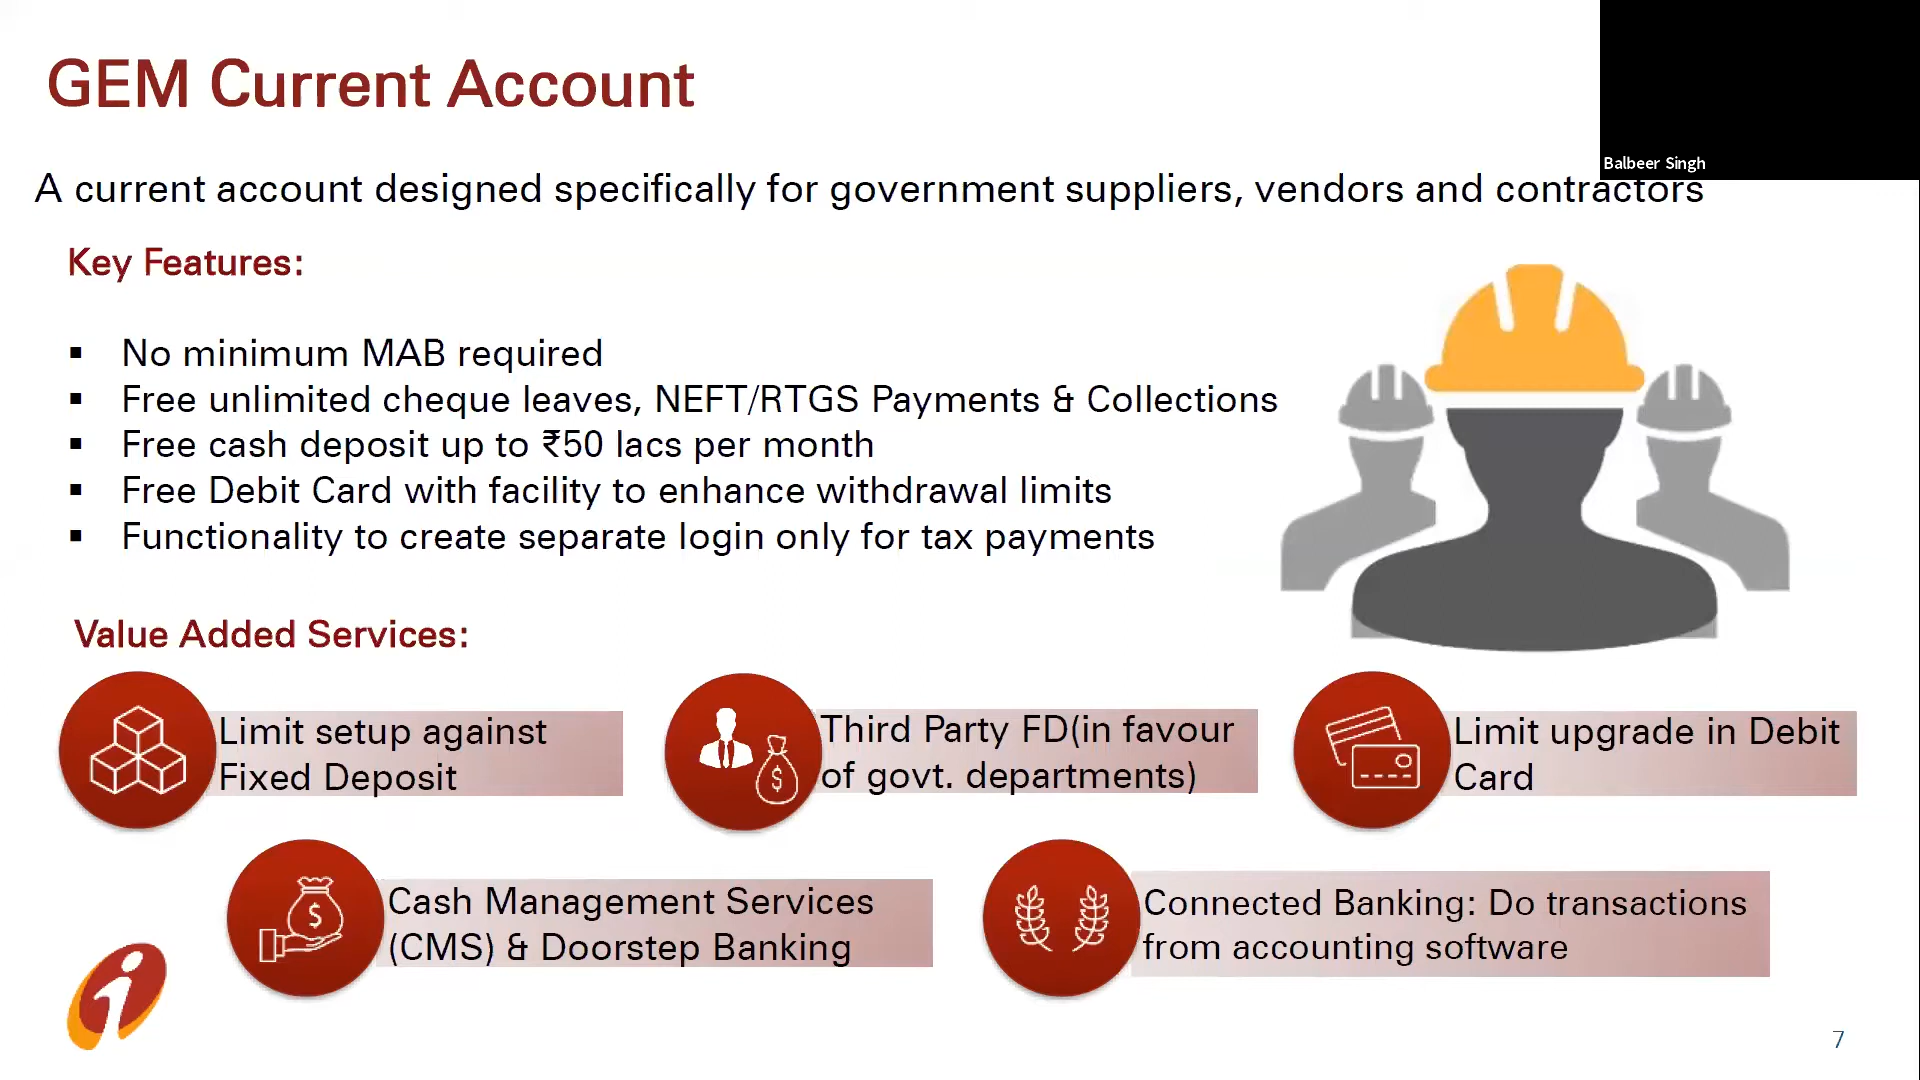 GEM Current Account
Balbeer Singh
A current account designed specifically for government suppliers, vendors and contractors
Key Features:
▪ No minimum MAB required
▪ Free unlimited cheque leaves, NEFT/RTGS Payments & Collections
▪ Free cash deposit up to ₹50 lacs per month
▪ Free Debit Card with facility to enhance withdrawal limits
▪ Functionality to create separate login only for tax payments
Value Added Services:
Limit setup against
Fixed Deposit
Third Party FD(in favour
of govt. departments)
Limit upgrade in Debit
Card
Cash Management Services
(CMS) & Doorstep Banking
Connected Banking: Do transactions
from accounting software
7